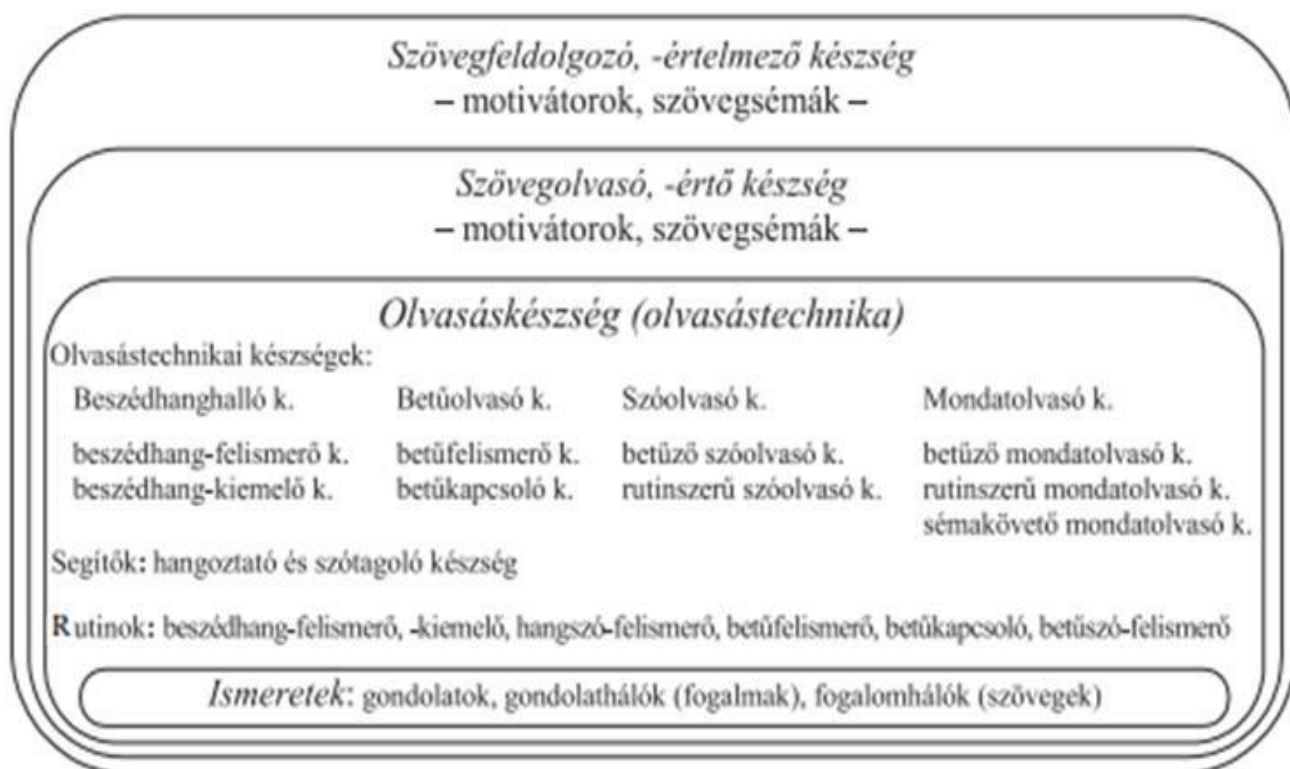 Szövegfeldolgozó, -értelmező készség
– motivátorok, szövegsémák –
Szövegolvasó, -értő készség
– motivátorok, szövegsémák –
Olvasáskészség (olvasástechnika)
Olvasástechnikai készségek:
Beszédhanghalló k. Betűolvasó k. Szóolvasó k. Mondatolvasó k.
beszédhang-felismerő k. betűfelismerő k. betűző szóolvasó k. betűző mondatolvasó k.
beszédhang-kiemelő k. betűkapcsoló k. rutinszerű szóolvasó k. rutinszerű mondatolvasó k.
sémakövető mondatolvasó k.
Segítők: hangoztató és szótagoló készség
Rutinok: beszédhang-felismerő, -kiemelő, hangszó-felismerő, betűfelismerő, betűkapcsoló, betűszó-felismerő
Ismeretek: gondolatok, gondolathálók (fogalmak), fogalomhálók (szövegek)